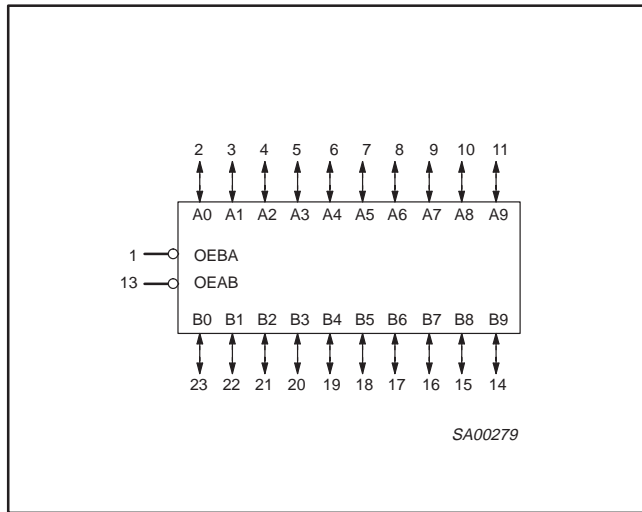 2 3 4 5 6 7 8 9 10 11
A0 A1 A2 A3 A4 A5 A6 A7 A8 A9
1 OEBA
13 OEAB
B0 B1 B2 B3 B4 B5 B6 B7 B8 B9
23 22 21 20 19 18 17 16 15 14
SA00279